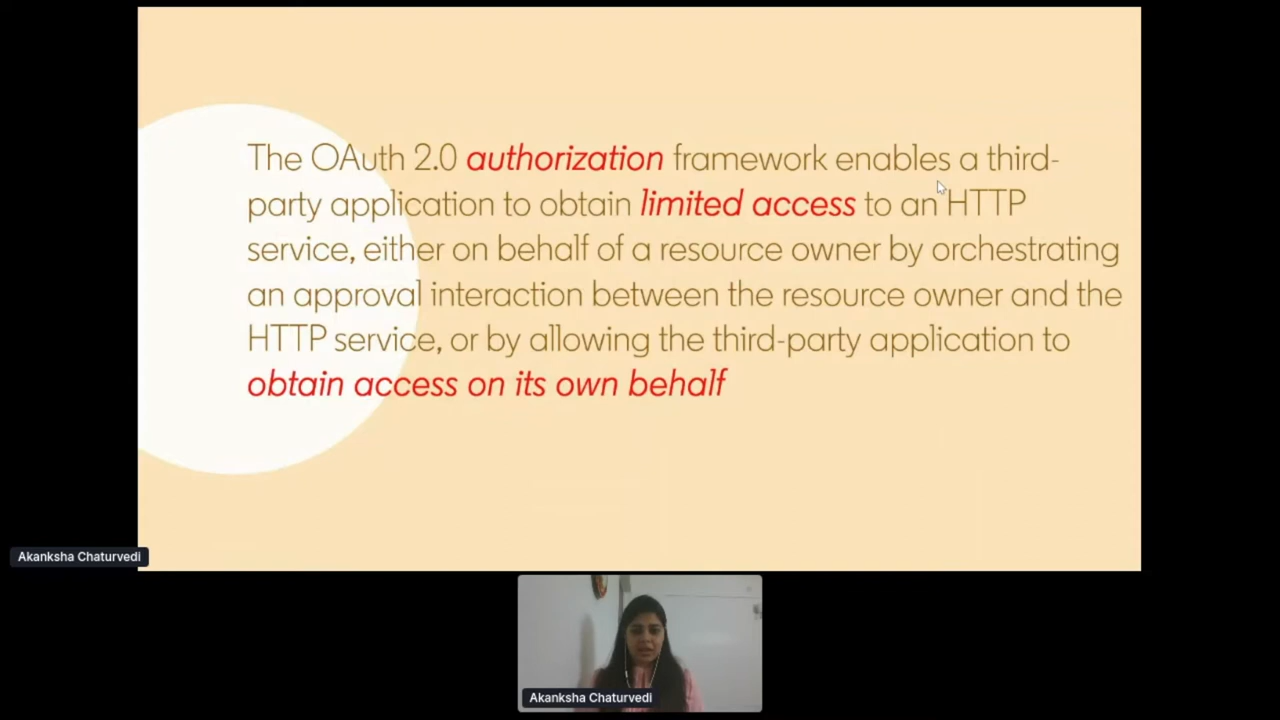 The OAuth 2.0 authorization framework enables a third-
party application to obtain limited access to an HTTP
service, either on behalf of a resource owner by orchestrating
an approval interaction between the resource owner and the
HTTP service, or by allowing the third-party application to
obtain access on its own behalf
Akanksha Chaturvedi
Akanksha Chaturvedi